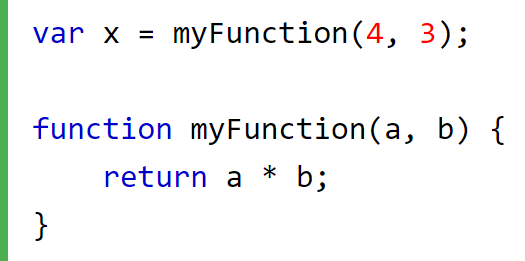 var x = myFunction(4, 3);
function myFunction(a, b) {
    return a * b;
}